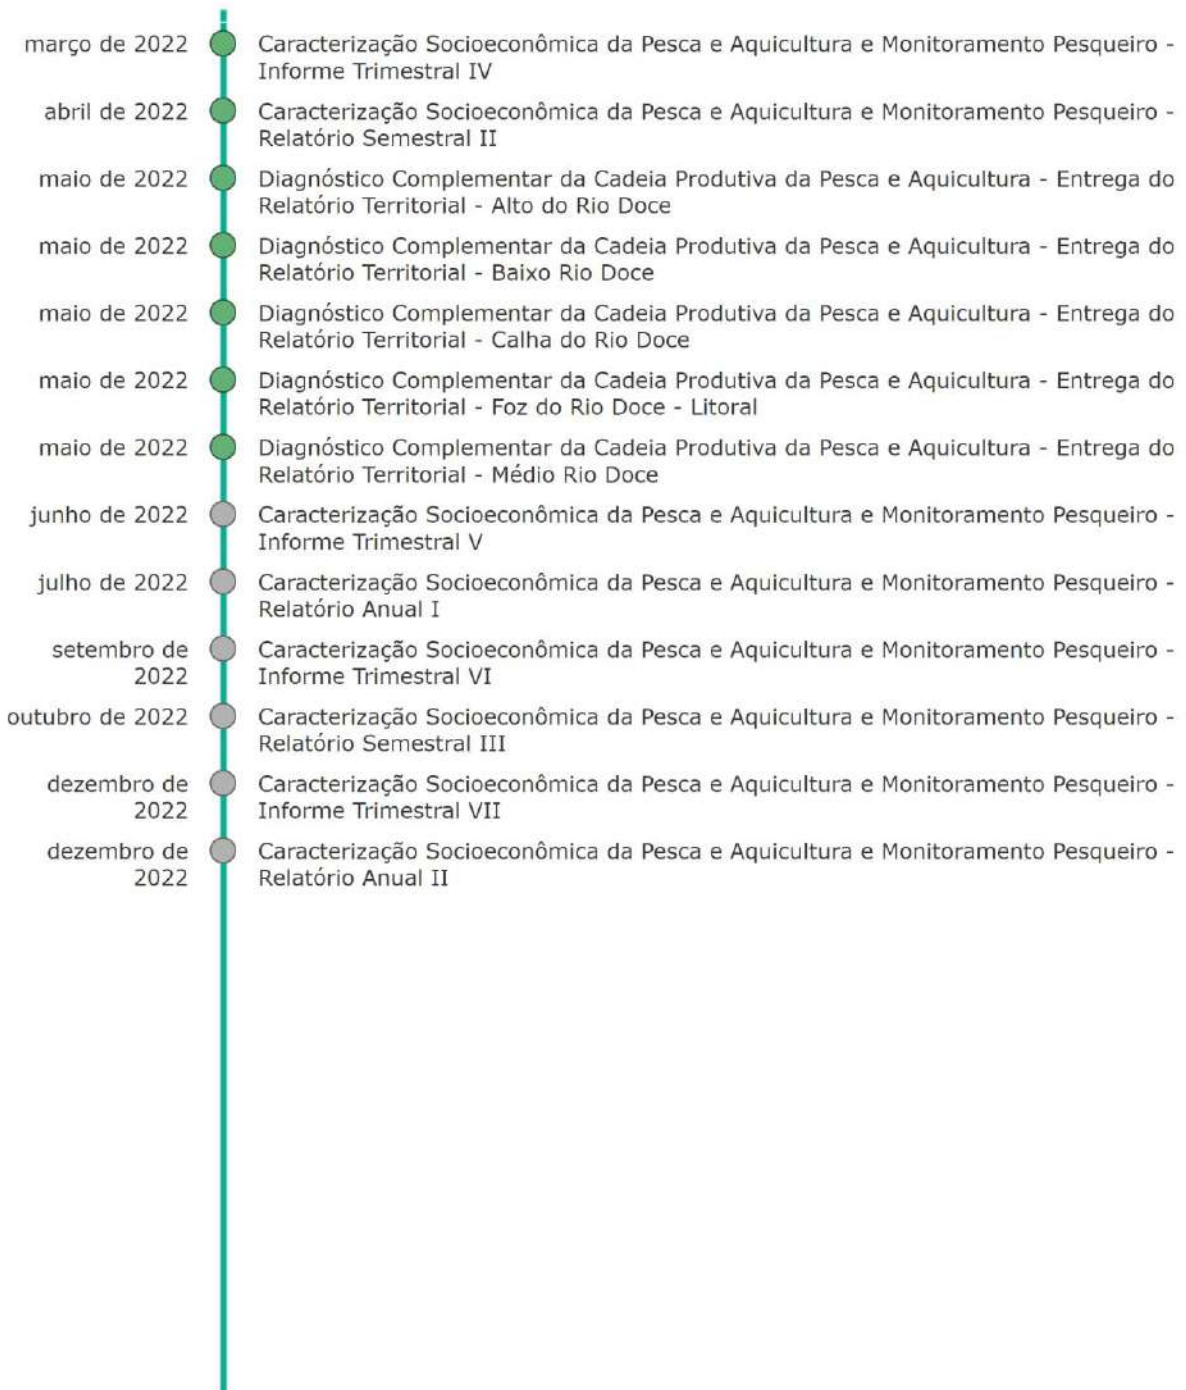 março de 2022
Caracterização Socioeconômica da Pesca e Aquicultura e Monitoramento Pesqueiro -
Informe Trimestral IV
abril de 2022
Caracterização Socioeconômica da Pesca e Aquicultura e Monitoramento Pesqueiro -
Relatório Semestral II
maio de 2022
Diagnóstico Complementar da Cadeia Produtiva da Pesca e Aquicultura - Entrega do
Relatório Territorial - Alto do Rio Doce
maio de 2022
Diagnóstico Complementar da Cadeia Produtiva da Pesca e Aquicultura - Entrega do
Relatório Territorial - Baixo Rio Doce
maio de 2022
Diagnóstico Complementar da Cadeia Produtiva da Pesca e Aquicultura - Entrega do
Relatório Territorial - Calha do Rio Doce
maio de 2022
Diagnóstico Complementar da Cadeia Produtiva da Pesca e Aquicultura - Entrega do
Relatório Territorial - Foz do Rio Doce - Litoral
maio de 2022
Diagnóstico Complementar da Cadeia Produtiva da Pesca e Aquicultura - Entrega do
Relatório Territorial - Médio Rio Doce
junho de 2022
Caracterização Socioeconômica da Pesca e Aquicultura e Monitoramento Pesqueiro -
Informe Trimestral V
julho de 2022
Caracterização Socioeconômica da Pesca e Aquicultura e Monitoramento Pesqueiro -
Relatório Anual I
setembro de
2022
Caracterização Socioeconômica da Pesca e Aquicultura e Monitoramento Pesqueiro -
Informe Trimestral VI
outubro de 2022
Caracterização Socioeconômica da Pesca e Aquicultura e Monitoramento Pesqueiro -
Relatório Semestral III
dezembro de
2022
Caracterização Socioeconômica da Pesca e Aquicultura e Monitoramento Pesqueiro -
Informe Trimestral VII
dezembro de
2022
Caracterização Socioeconômica da Pesca e Aquicultura e Monitoramento Pesqueiro -
Relatório Anual II